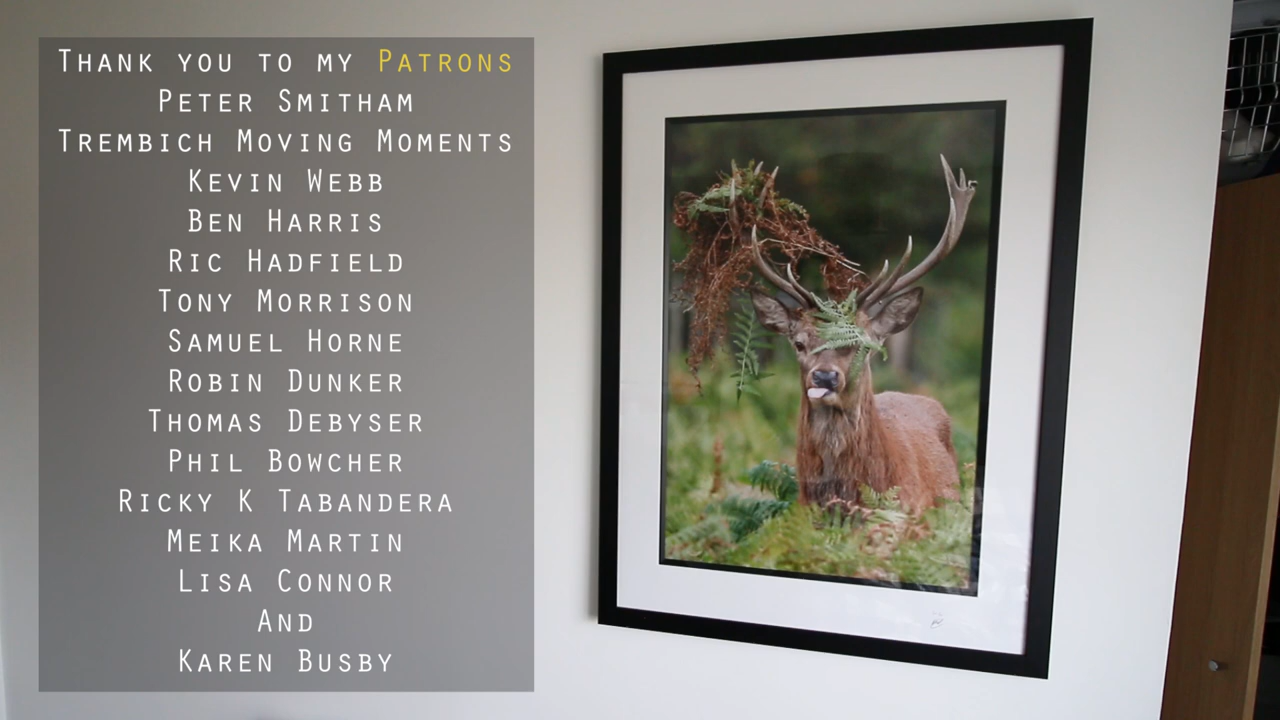 Thank you to my Patrons
Peter Smitham
Trembich Moving Moments
Kevin Webb
Ben Harris
Ric Hadfield
Tony Morrison
Samuel Horne
Robin Dunker
Thomas Debyser
Phil Bowcher
Ricky K Tabandera
Meika Martin
Lisa Connor
And
Karen Busby